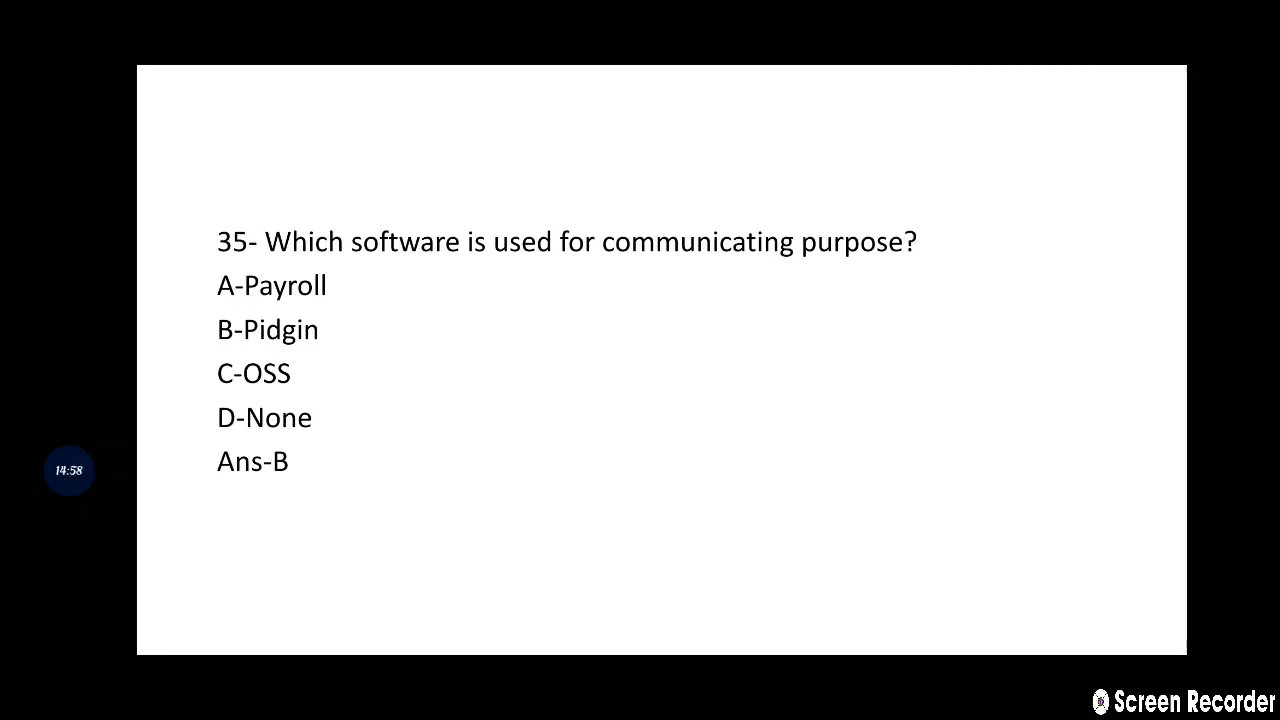 35- Which software is used for communicating purpose?
A-Payroll
B-Pidgin
C-OSS
D-None
Ans-B
14:58
Screen Recorder